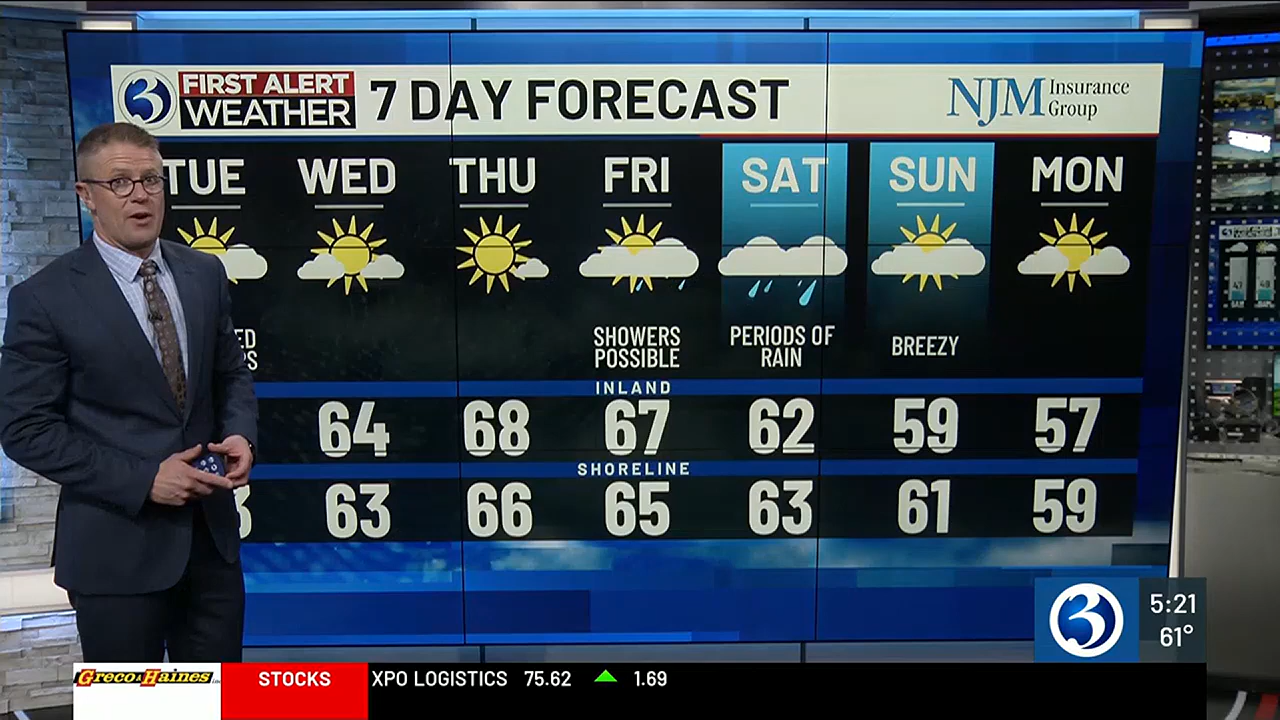 3 FIRST ALERT WEATHER 7 DAY FORECAST NJM Insurance Group
TUE WED THU FRI SAT SUN MON
SHOWERS POSSIBLE
PERIODS OF RAIN
BREEZY
INLAND
64 68 67 62 59 57
SHORELINE
63 66 65 63 61 59
3 5:21
61°
Greco & Haines STOCKS XPO LOGISTICS 75.62 1.69